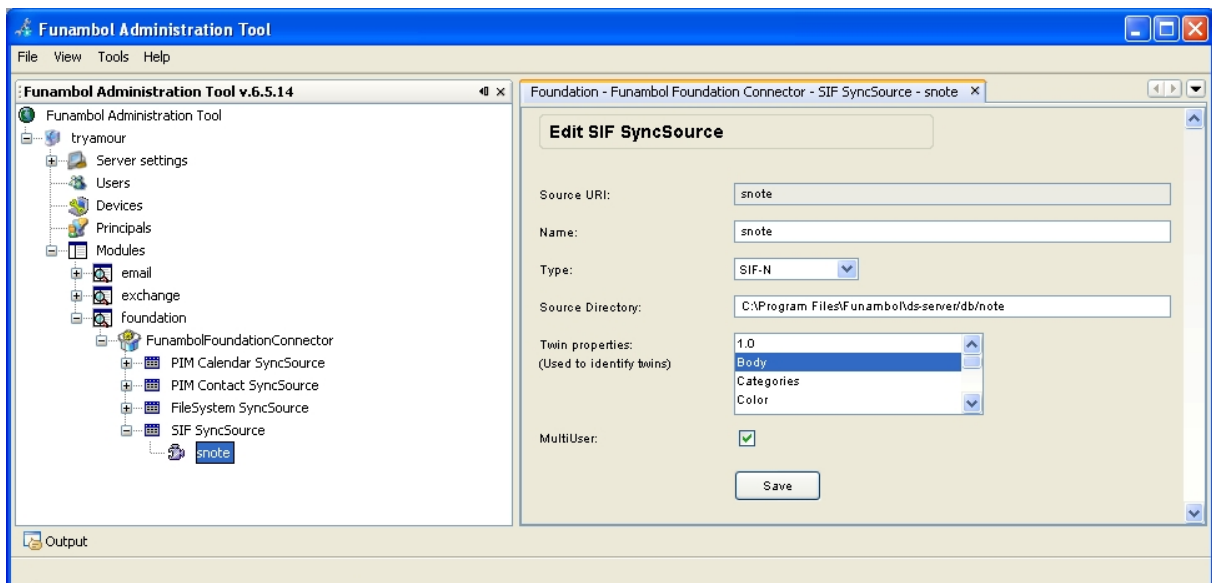 Funambol Administration Tool
File View Tools Help
Funambol Administration Tool v.6.5.14
Funambol Administration Tool
tryamour
Server settings
Users
Devices
Principals
Modules
email
exchange
foundation
FunambolFoundationConnector
PIM Calendar SyncSource
PIM Contact SyncSource
FileSystem SyncSource
SIF SyncSource
snote
Foundation - Funambol Foundation Connector - SIF SyncSource - snote
Edit SIF SyncSource
Source URI: snote
Name: snote
Type: SIF-N
Source Directory: C:\Program Files\Funambol\ds-server/db/note
Twin properties: 1.0
(Used to identify twins) Body
Categories
Color
MultiUser:
Save
Output